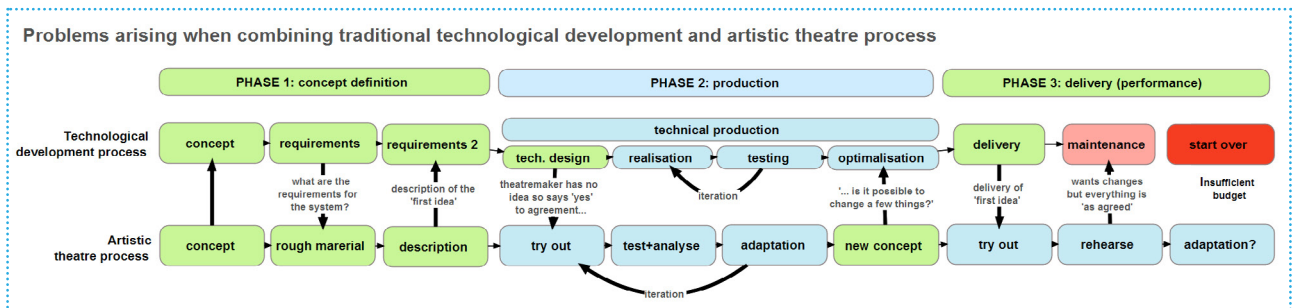 Problems arising when combining traditional technological development and artistic theatre process
PHASE 1: concept definition
PHASE 2: production
PHASE 3: delivery (performance)
Technological
development process
concept
requirements
requirements 2
technical production
tech. design
realisation
testing
optimalisation
delivery
maintenance
start over
what are the
requirements for
the system?
description of the
'first idea'
theatremaker has no
idea so says 'yes'
to agreement...
iteration
'... is it possible to
change a few things?'
delivery of
'first idea'
wants changes
but everything is
'as agreed'
Insufficient
budget
Artistic
theatre process
concept
rough marerial
description
try out
test+analyse
adaptation
new concept
try out
rehearse
adaptation?
iteration